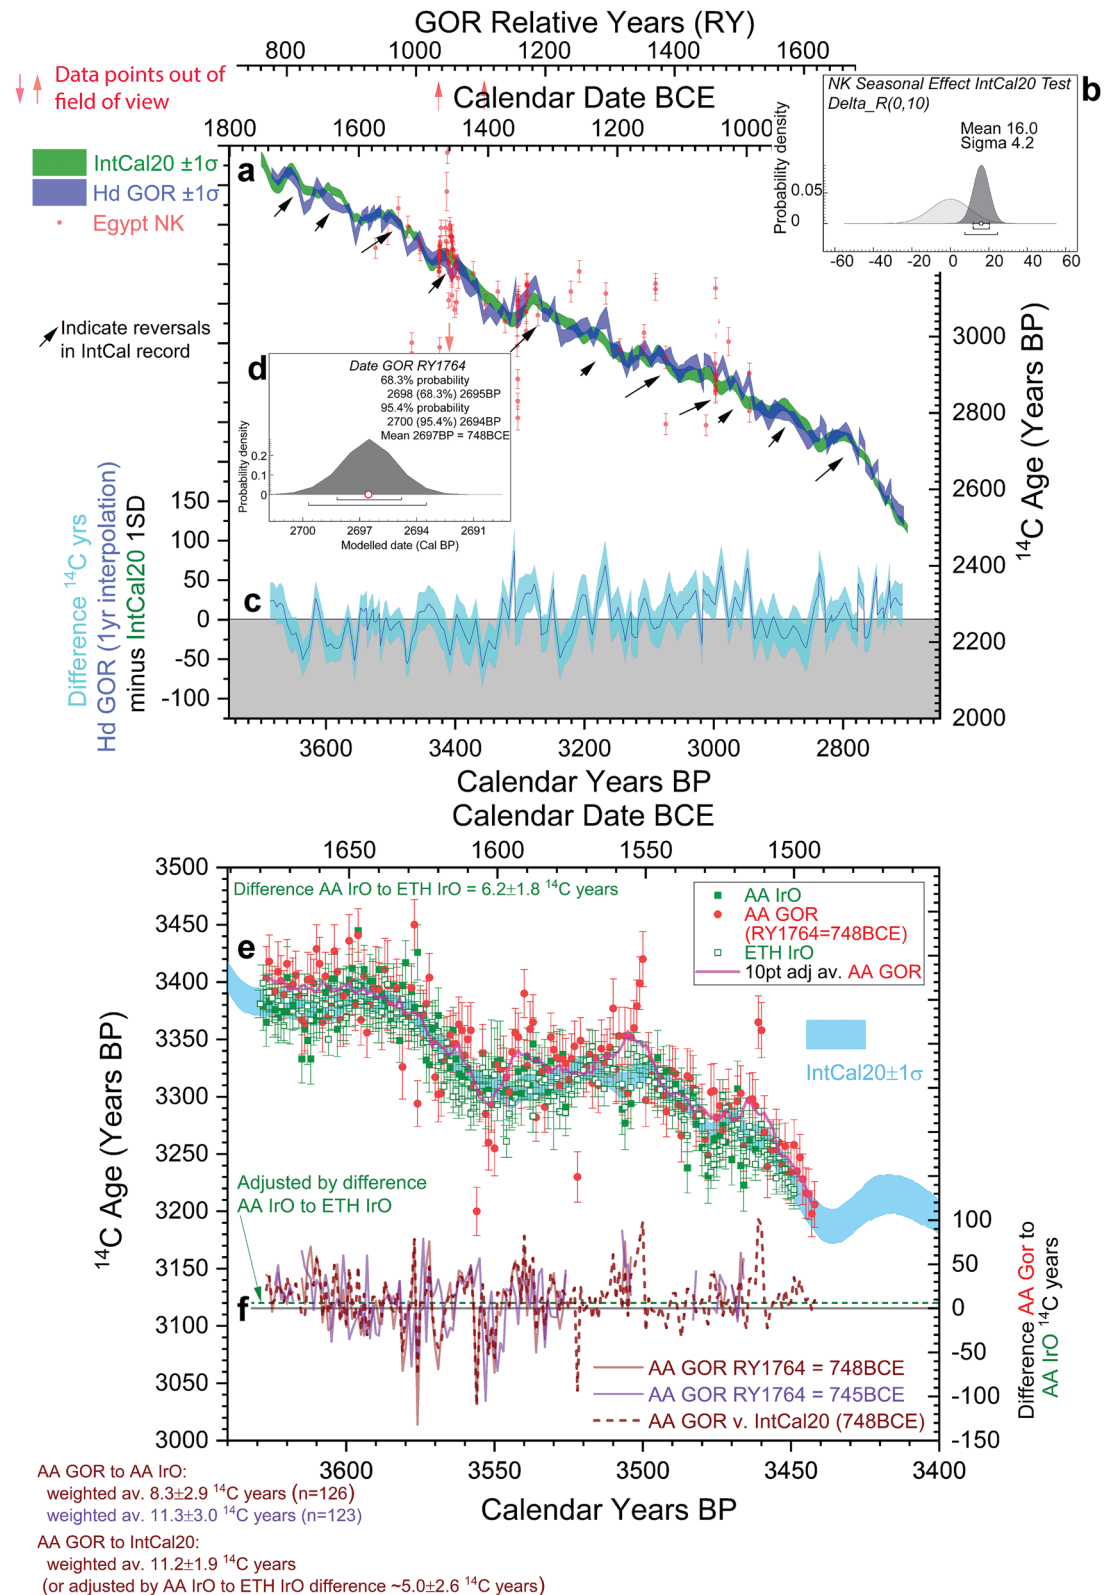 GOR Relative Years (RY)
800 1000 1200 1400 1600
Data points out of
field of view
Calendar Date BCE
1800 1600 1400 1200 1000
a
IntCal20 ±1σ
Hd GOR ±1σ
Egypt NK
Indicate reversals
in IntCal record
b
NK Seasonal Effect IntCal20 Test
Delta_R(0,10)
Mean 16.0
Sigma 4.2
Probability density
0.05
0
-60 -40 -20 0 20 40 60
3000
2800
2600
2400
2200
2000
14C Age (Years BP)
d
Date GOR RY1764
68.3% probability
2698 (68.3%) 2695BP
95.4% probability
2700 (95.4%) 2694BP
Mean 2697BP = 748BCE
Probability density
0.2
0.1
0
2700 2697 2694 2691
Modelled date (Cal BP)
Difference 14C yrs
Hd GOR (1yr interpolation)
minus IntCal20 1SD
150
100
50
0
-50
-100
c
3600 3400 3200 3000 2800
Calendar Years BP
Calendar Date BCE
1650 1600 1550 1500
3500
3450
3400
3350
3300
3250
3200
3150
3100
3050
3000
14C Age (Years BP)
Difference AA IrO to ETH IrO = 6.2±1.8 14C years
e
AA IrO
AA GOR
(RY1764=748BCE)
ETH IrO
10pt adj av. AA GOR
IntCal20±1σ
Adjusted by difference
AA IrO to ETH IrO
f
100
50
0
-50
-100
-150
Difference AA Gor to
AA IrO 14C years
AA GOR RY1764 = 748BCE
AA GOR RY1764 = 745BCE
AA GOR v. IntCal20 (748BCE)
3600 3550 3500 3450 3400
Calendar Years BP
AA GOR to AA IrO:
weighted av. 8.3±2.9 14C years (n=126)
weighted av. 11.3±3.0 14C years (n=123)
AA GOR to IntCal20:
weighted av. 11.2±1.9 14C years
(or adjusted by AA IrO to ETH IrO difference ~5.0±2.6 14C years)